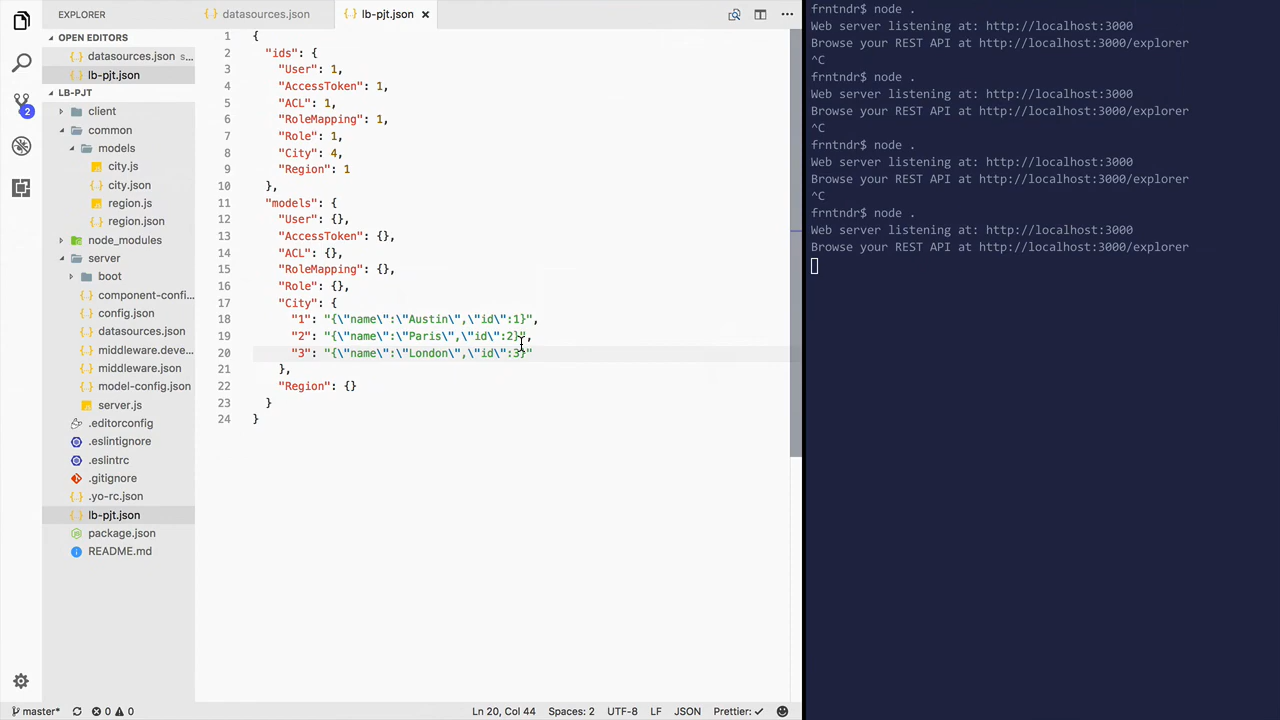 EXPLORER
OPEN EDITORS
datasources.json s...
lb-pjt.json
LB-PJT
client
common
models
city.js
city.json
region.js
region.json
node_modules
server
boot
component-confi...
config.json
datasources.json
middleware.deve...
middleware.json
model-config.json
server.js
.editorconfig
.eslintignore
.eslintrc
.gitignore
.yo-rc.json
lb-pjt.json
package.json
README.md
2
datasources.json
lb-pjt.json
1 {
2 "ids": {
3 "User": 1,
4 "AccessToken": 1,
5 "ACL": 1,
6 "RoleMapping": 1,
7 "Role": 1,
8 "City": 4,
9 "Region": 1
10 },
11 "models": {
12 "User": {},
13 "AccessToken": {},
14 "ACL": {},
15 "RoleMapping": {},
16 "Role": {},
17 "City": {
18 "1": "{\"name\":\"Austin\",\"id\":1}",
19 "2": "{\"name\":\"Paris\",\"id\":2}",
20 "3": "{\"name\":\"London\",\"id\":3}"
21 },
22 "Region": {}
23 }
24 }
frntndr$ node .
Web server listening at: http://localhost:3000
Browse your REST API at http://localhost:3000/explorer
^C
frntndr$ node .
Web server listening at: http://localhost:3000
Browse your REST API at http://localhost:3000/explorer
^C
frntndr$ node .
Web server listening at: http://localhost:3000
Browse your REST API at http://localhost:3000/explorer
^C
frntndr$ node .
Web server listening at: http://localhost:3000
Browse your REST API at http://localhost:3000/explorer
master* 0 0 Ln 20, Col 44 Spaces: 2 UTF-8 LF JSON Prettier: ✓